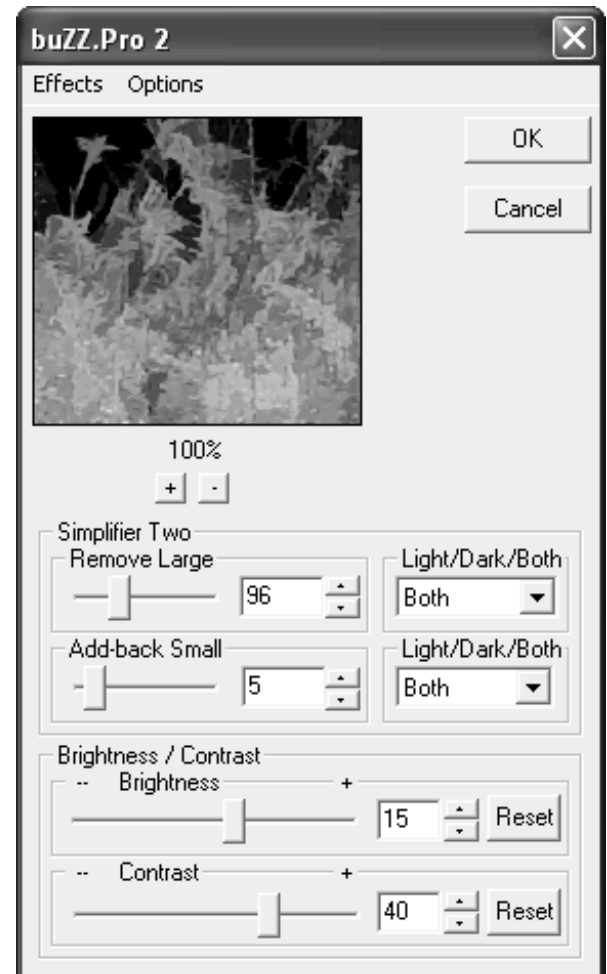 buZZ.Pro 2
Effects Options
OK
Cancel
100%
+ -
Simplifier Two
Remove Large Light/Dark/Both
96 Both
Add-back Small Light/Dark/Both
5 Both
Brightness / Contrast
-- Brightness +
15 Reset
-- Contrast +
40 Reset